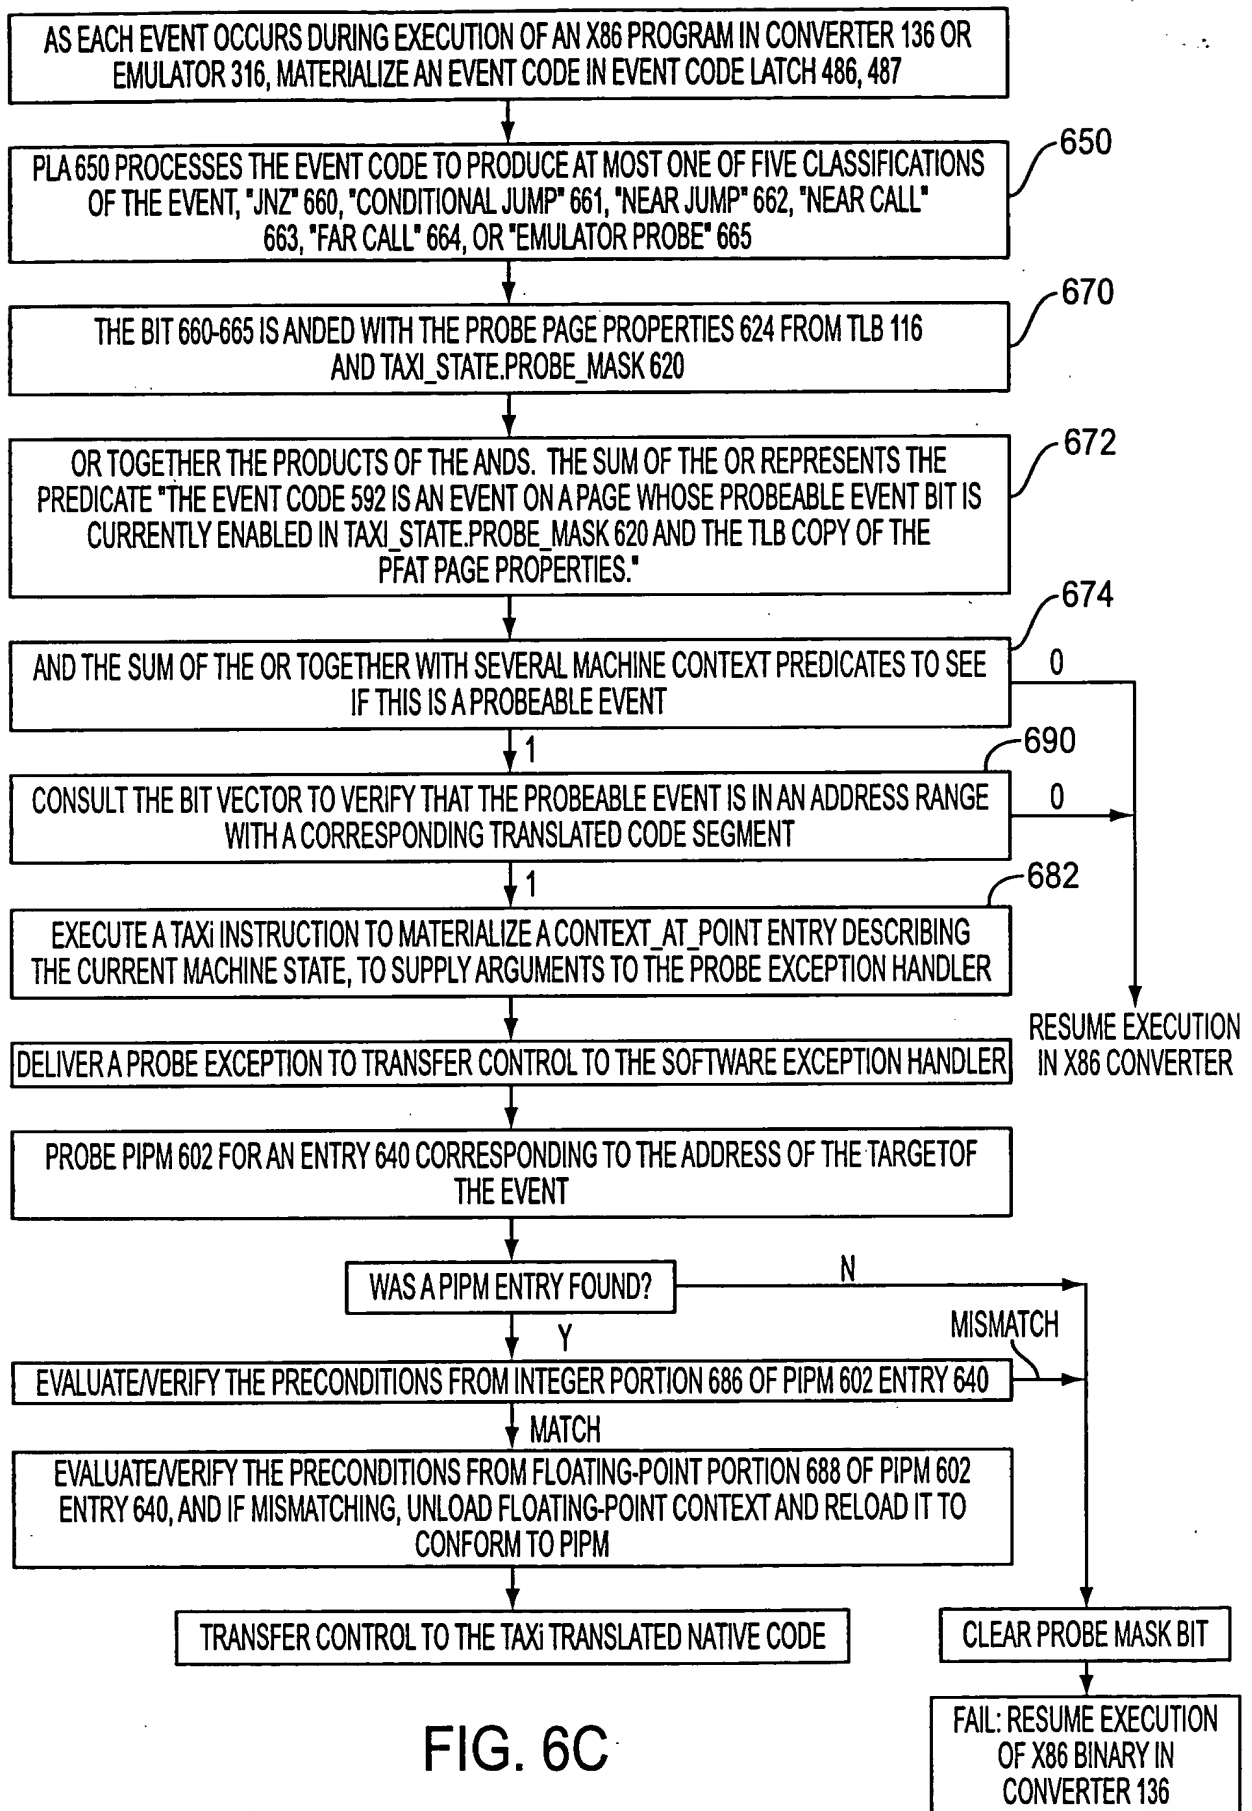 AS EACH EVENT OCCURS DURING EXECUTION OF AN X86 PROGRAM IN CONVERTER 136 OR
EMULATOR 316, MATERIALIZE AN EVENT CODE IN EVENT CODE LATCH 486, 487
650
PLA 650 PROCESSES THE EVENT CODE TO PRODUCE AT MOST ONE OF FIVE CLASSIFICATIONS
OF THE EVENT, "JNZ" 660, "CONDITIONAL JUMP" 661, "NEAR JUMP" 662, "NEAR CALL"
663, "FAR CALL" 664, OR "EMULATOR PROBE" 665
670
THE BIT 660-665 IS ANDED WITH THE PROBE PAGE PROPERTIES 624 FROM TLB 116
AND TAXI_STATE.PROBE_MASK 620
672
OR TOGETHER THE PRODUCTS OF THE ANDS. THE SUM OF THE OR REPRESENTS THE
PREDICATE "THE EVENT CODE 592 IS AN EVENT ON A PAGE WHOSE PROBEABLE EVENT BIT IS
CURRENTLY ENABLED IN TAXI_STATE.PROBE_MASK 620 AND THE TLB COPY OF THE
PFAT PAGE PROPERTIES."
674
AND THE SUM OF THE OR TOGETHER WITH SEVERAL MACHINE CONTEXT PREDICATES TO SEE
IF THIS IS A PROBEABLE EVENT
0
1
690
CONSULT THE BIT VECTOR TO VERIFY THAT THE PROBEABLE EVENT IS IN AN ADDRESS RANGE
WITH A CORRESPONDING TRANSLATED CODE SEGMENT
0
1
682
EXECUTE A TAXi INSTRUCTION TO MATERIALIZE A CONTEXT_AT_POINT ENTRY DESCRIBING
THE CURRENT MACHINE STATE, TO SUPPLY ARGUMENTS TO THE PROBE EXCEPTION HANDLER
RESUME EXECUTION
IN X86 CONVERTER
DELIVER A PROBE EXCEPTION TO TRANSFER CONTROL TO THE SOFTWARE EXCEPTION HANDLER
PROBE PIPM 602 FOR AN ENTRY 640 CORRESPONDING TO THE ADDRESS OF THE TARGETOF
THE EVENT
WAS A PIPM ENTRY FOUND?
N
Y
MISMATCH
EVALUATE/VERIFY THE PRECONDITIONS FROM INTEGER PORTION 686 OF PIPM 602 ENTRY 640
MATCH
EVALUATE/VERIFY THE PRECONDITIONS FROM FLOATING-POINT PORTION 688 OF PIPM 602
ENTRY 640, AND IF MISMATCHING, UNLOAD FLOATING-POINT CONTEXT AND RELOAD IT TO
CONFORM TO PIPM
TRANSFER CONTROL TO THE TAXi TRANSLATED NATIVE CODE
CLEAR PROBE MASK BIT
FAIL: RESUME EXECUTION
OF X86 BINARY IN
CONVERTER 136
FIG. 6C